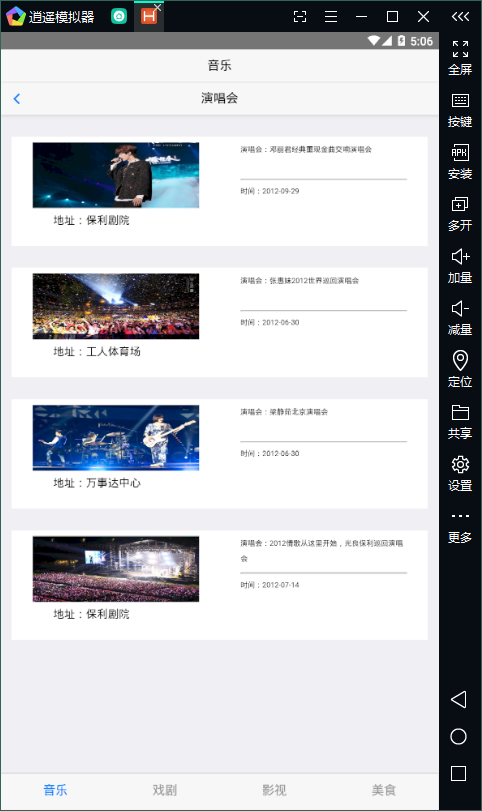 逍遥模拟器
5:06
音乐
演唱会
演唱会：邓丽君经典重现金曲交响演唱会
时间：2012-09-29
地址：保利剧院
演唱会：张惠妹2012世界巡回演唱会
时间：2012-06-30
地址：工人体育场
演唱会：梁静茹北京演唱会
时间：2012-06-30
地址：万事达中心
演唱会：2012情歌从这里开始，光良保利巡回演唱
会
时间：2012-07-14
地址：保利剧院
音乐
戏剧
影视
美食
全屏
按键
APK
安装
多开
加量
减量
定位
共享
设置
更多